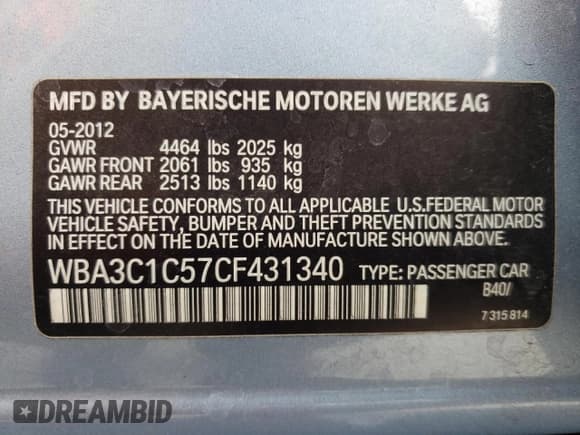 MFD BY BAYERISCHE MOTOREN WERKE AG
05-2012
GVWR 4464 lbs 2025 kg
GAWR FRONT 2061 lbs 935 kg
GAWR REAR 2513 lbs 1140 kg
THIS VEHICLE CONFORMS TO ALL APPLICABLE U.S.FEDERAL MOTOR
VEHICLE SAFETY, BUMPER AND THEFT PREVENTION STANDARDS
IN EFFECT ON THE DATE OF MANUFACTURE SHOWN ABOVE.
WBA3C1C57CF431340 TYPE: PASSENGER CAR
B40/
7 315 814
DREAMBID